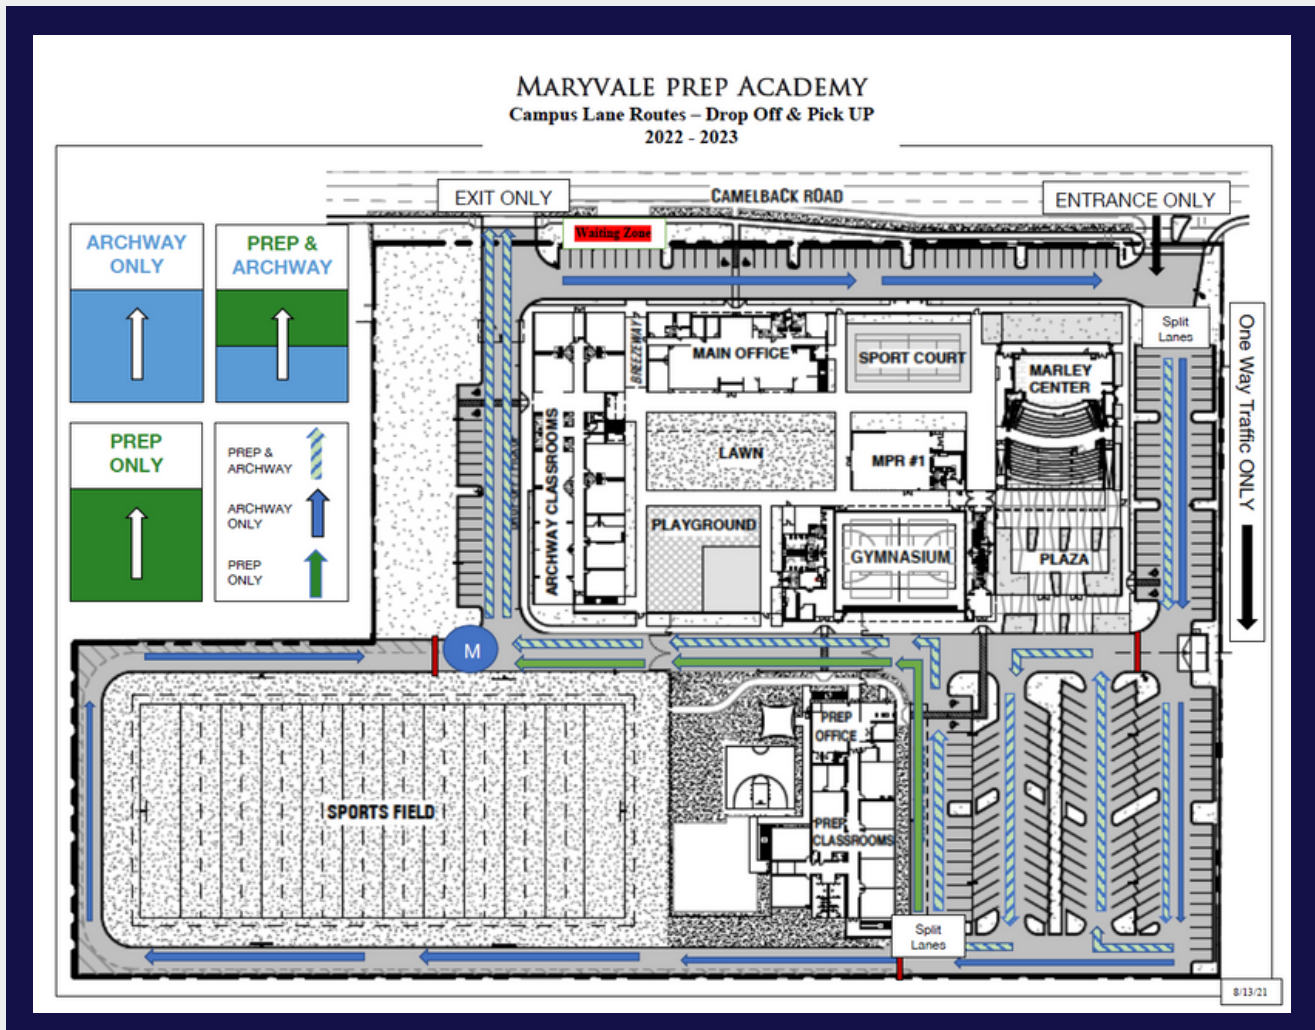 MARYVALE PREP ACADEMY
Campus Lane Routes – Drop Off & Pick UP
2022 - 2023
EXIT ONLY
CAMELBACK ROAD
ENTRANCE ONLY
Waiting Zone
ARCHWAY
ONLY
PREP &
ARCHWAY
PREP
ONLY
PREP &
ARCHWAY
ARCHWAY
ONLY
PREP
ONLY
Split
Lanes
One Way Traffic ONLY
BREEZEWAY
MAIN OFFICE
SPORT COURT
MARLEY
CENTER
ARCHWAY CLASSROOMS
LAWN
MPR #1
PLAYGROUND
GYMNASIUM
PLAZA
M
PREP
OFFICE
SPORTS FIELD
PREP
CLASSROOMS
Split
Lanes
8/13/21